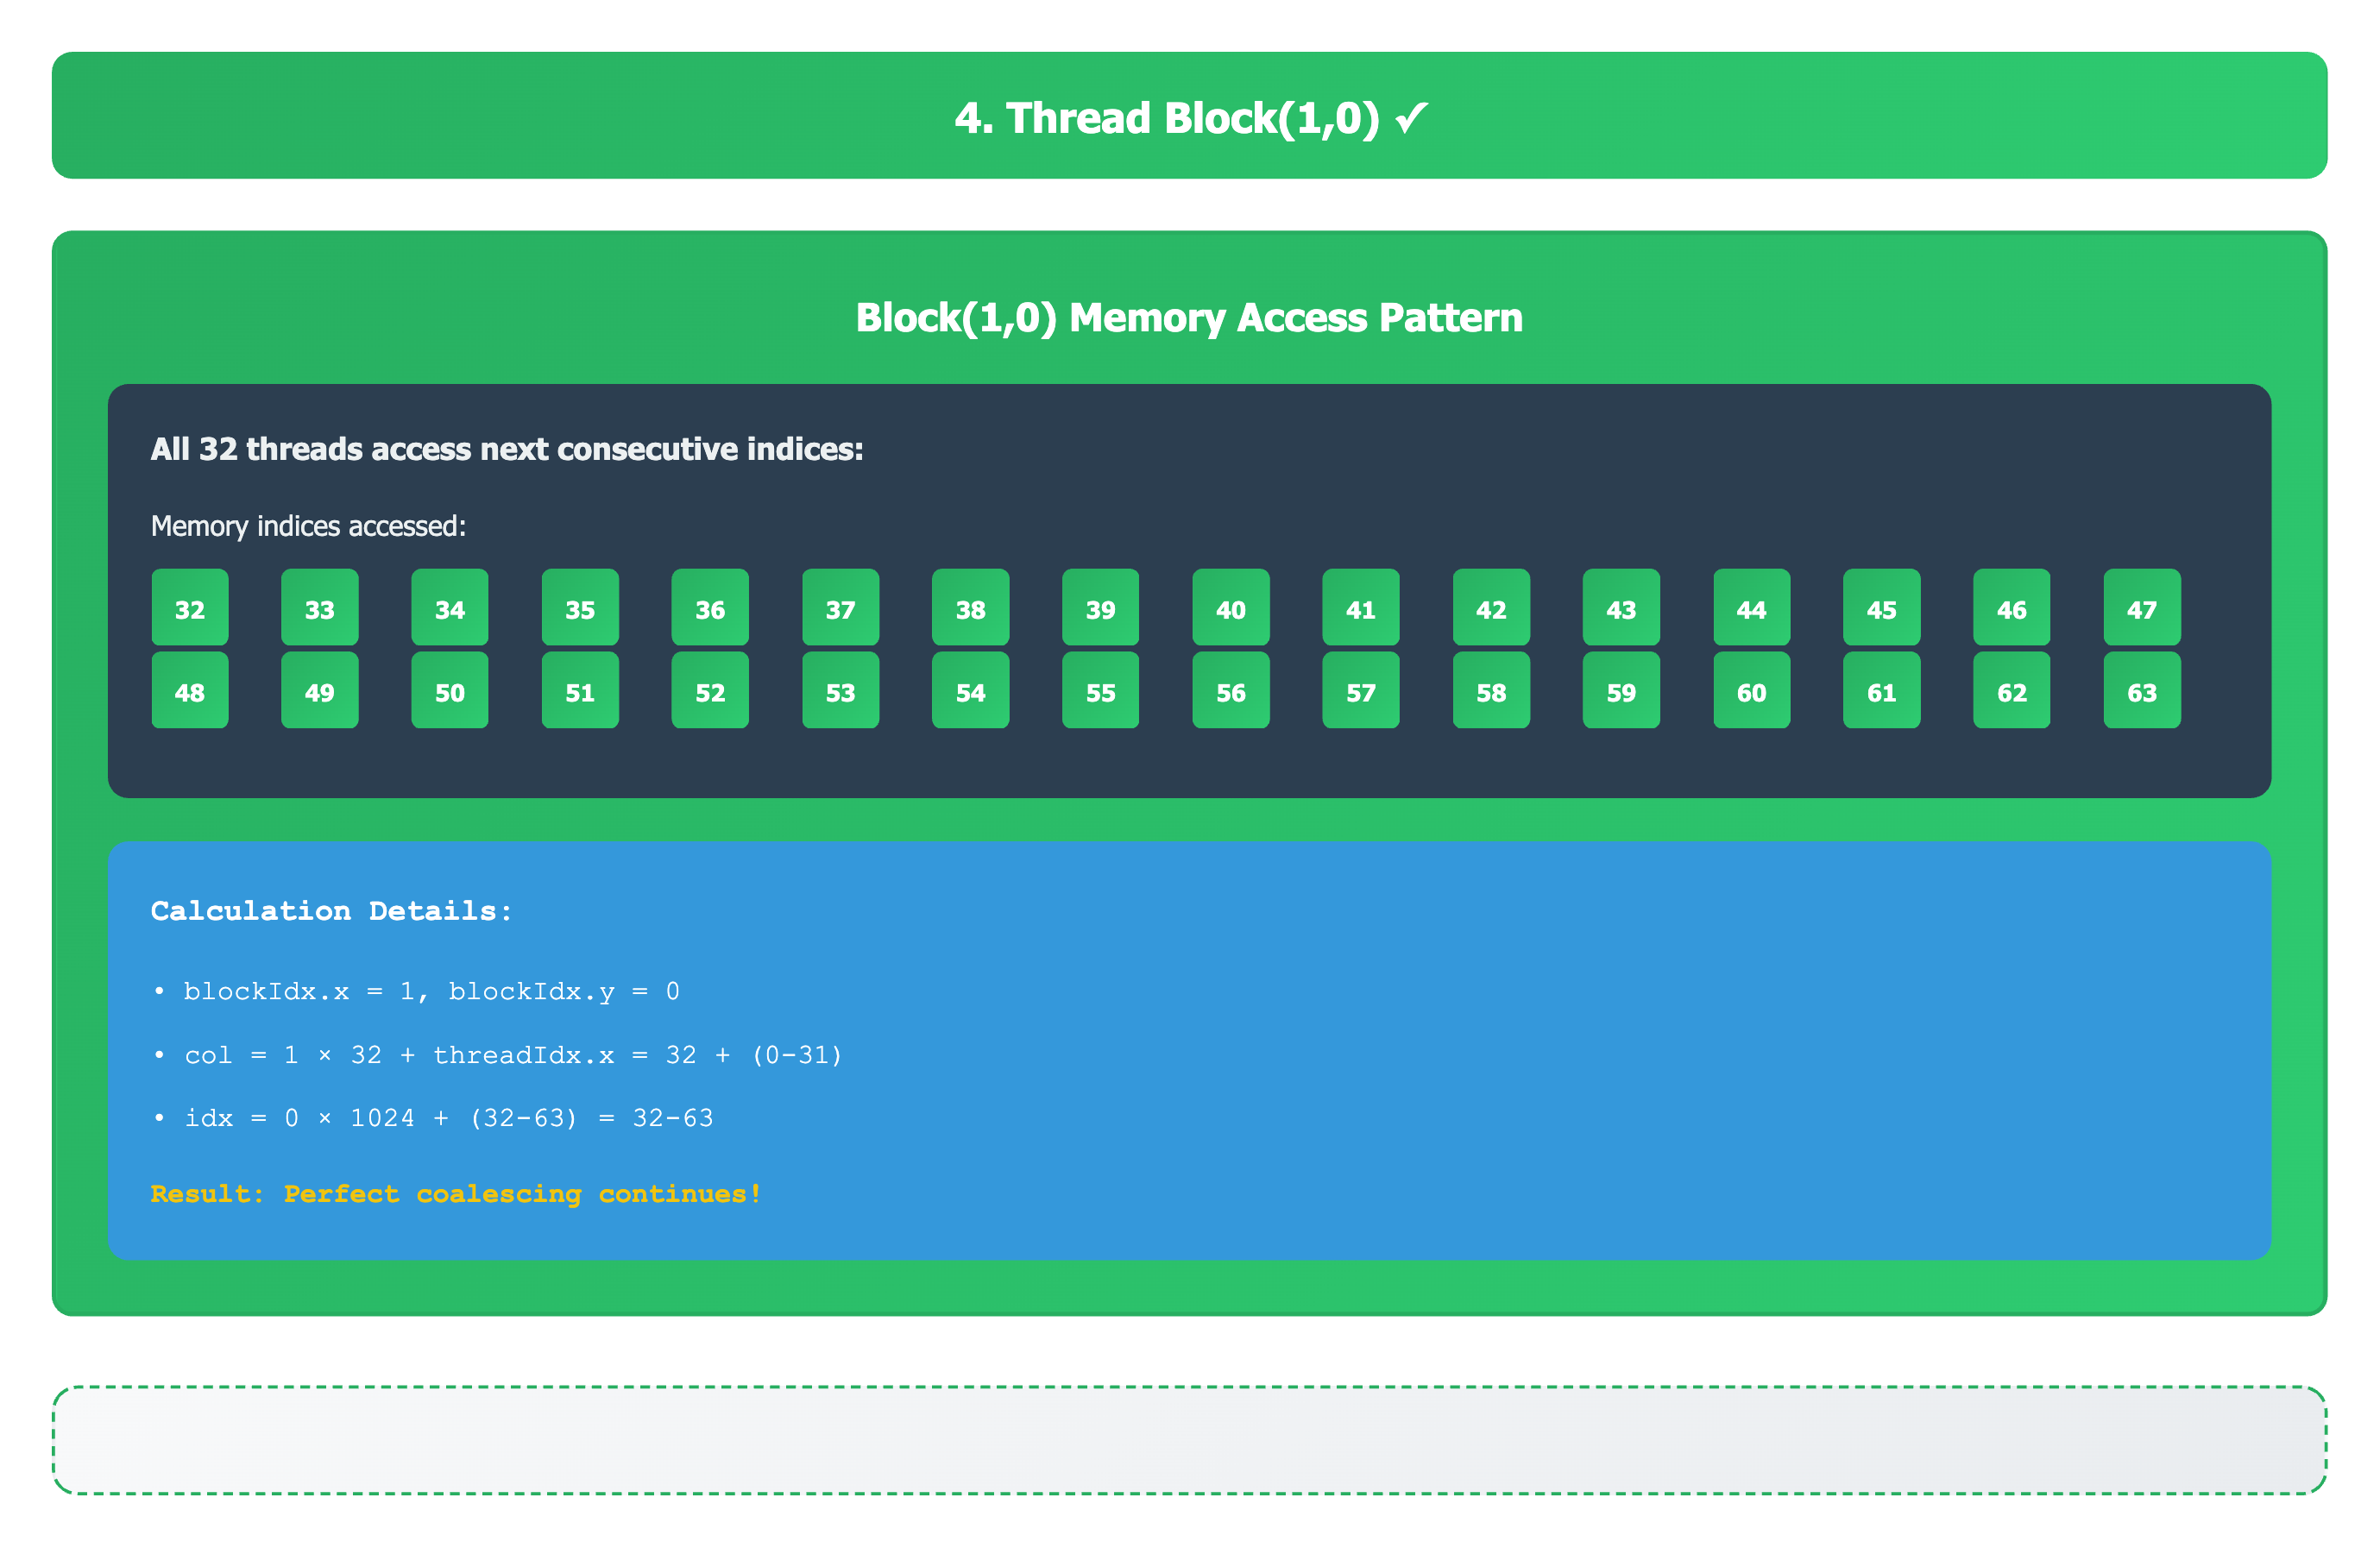 4. Thread Block(1,0) ✓
Block(1,0) Memory Access Pattern
All 32 threads access next consecutive indices:
Memory indices accessed:
32 33 34 35 36 37 38 39 40 41 42 43 44 45 46 47
48 49 50 51 52 53 54 55 56 57 58 59 60 61 62 63
Calculation Details:
• blockIdx.x = 1, blockIdx.y = 0
• col = 1 × 32 + threadIdx.x = 32 + (0-31)
• idx = 0 × 1024 + (32-63) = 32-63
Result: Perfect coalescing continues!